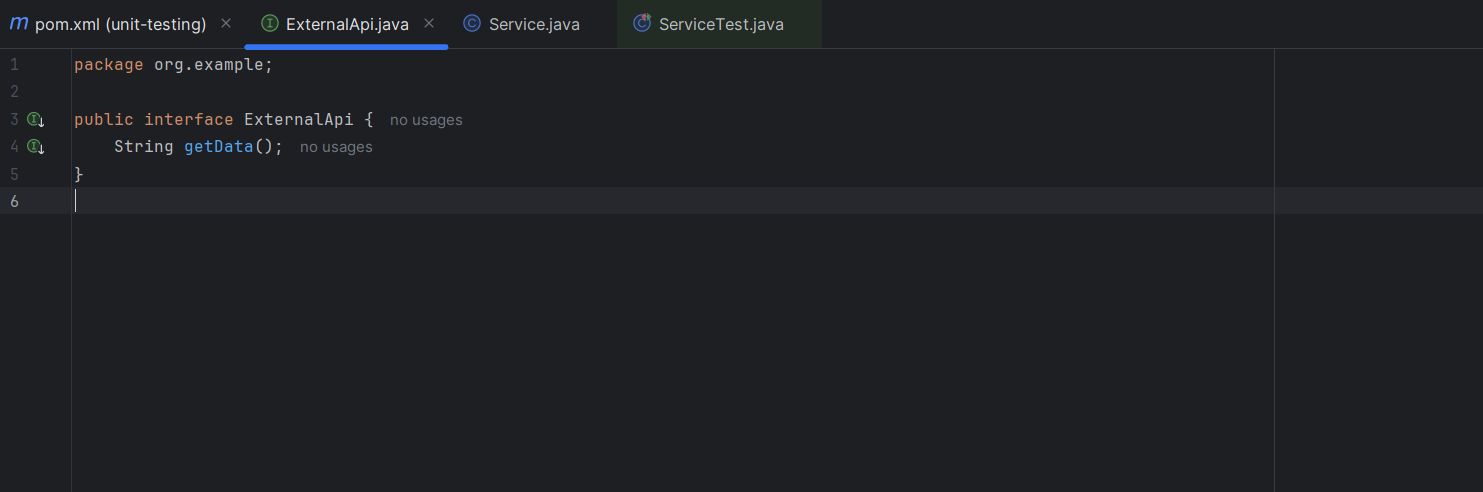 m pom.xml (unit-testing) × I ExternalApi.java × C Service.java C ServiceTest.java
1 package org.example;
2
3 I public interface ExternalApi { no usages
4 I String getData(); no usages
5 }
6